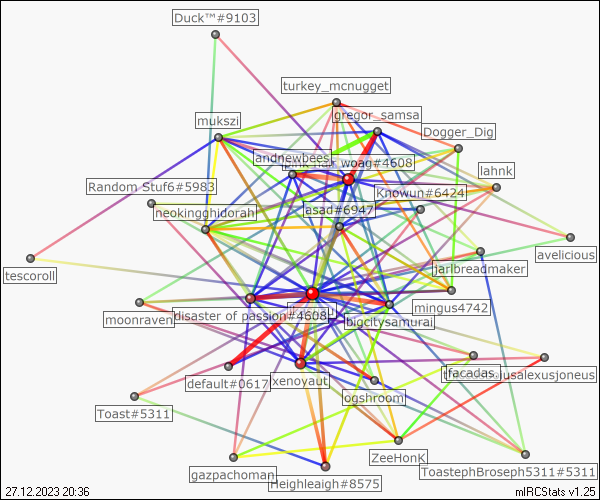 Duck™#9103
turkey_mcnugget
gregor_samsa
mukszi
Dogger_Dig
andnewbees
woag#4608
lahnk
Random Stuf6#5983
Knowun#6424
neokingghidorah
asad#6947
avelicious
tescoroll
jarlbreadmaker
moonraven
disaster of passion#4608
mingus4742
bigcitysamurai
default#0617
xenoyaut
facadas
ogshroom
Toast#5311
ZeeHonK
gazpachoman
Heighleaigh#8575
ToastephBroseph5311#5311
27.12.2023 20:36
mIRCStats v1.25